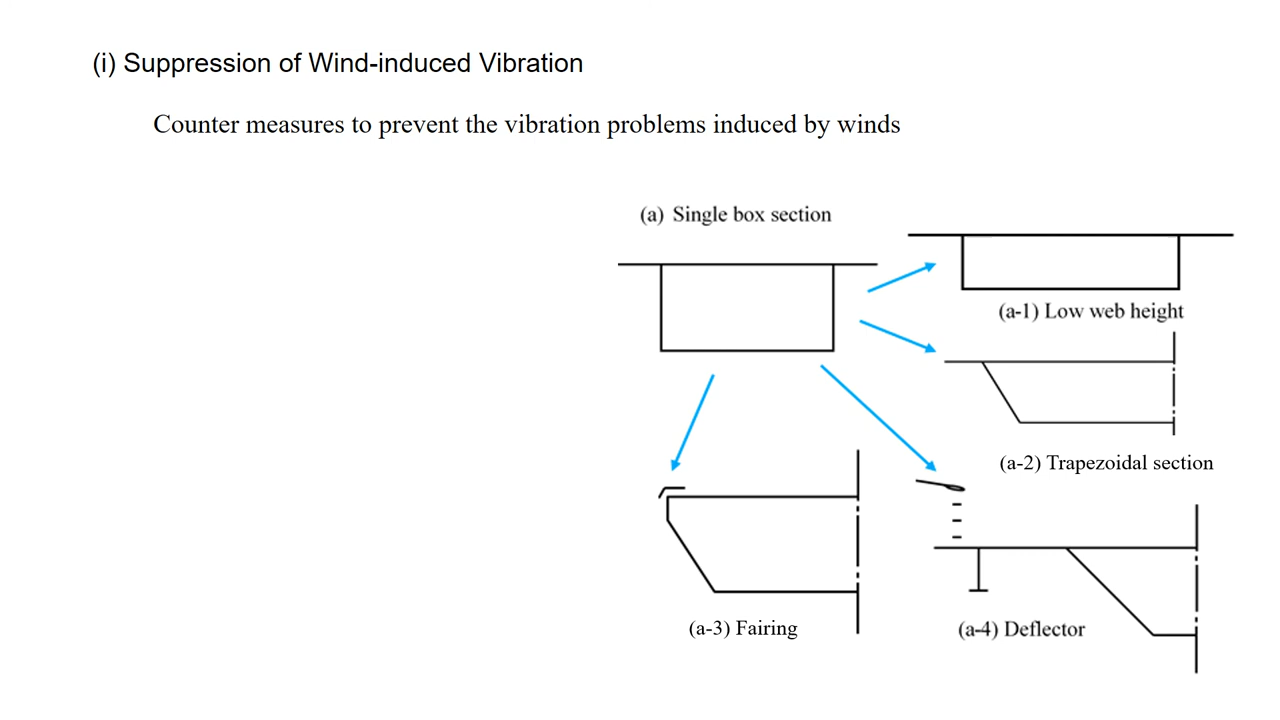 (i) Suppression of Wind-induced Vibration
Counter measures to prevent the vibration problems induced by winds
(a) Single box section
(a-1) Low web height
(a-2) Trapezoidal section
(a-3) Fairing
(a-4) Deflector